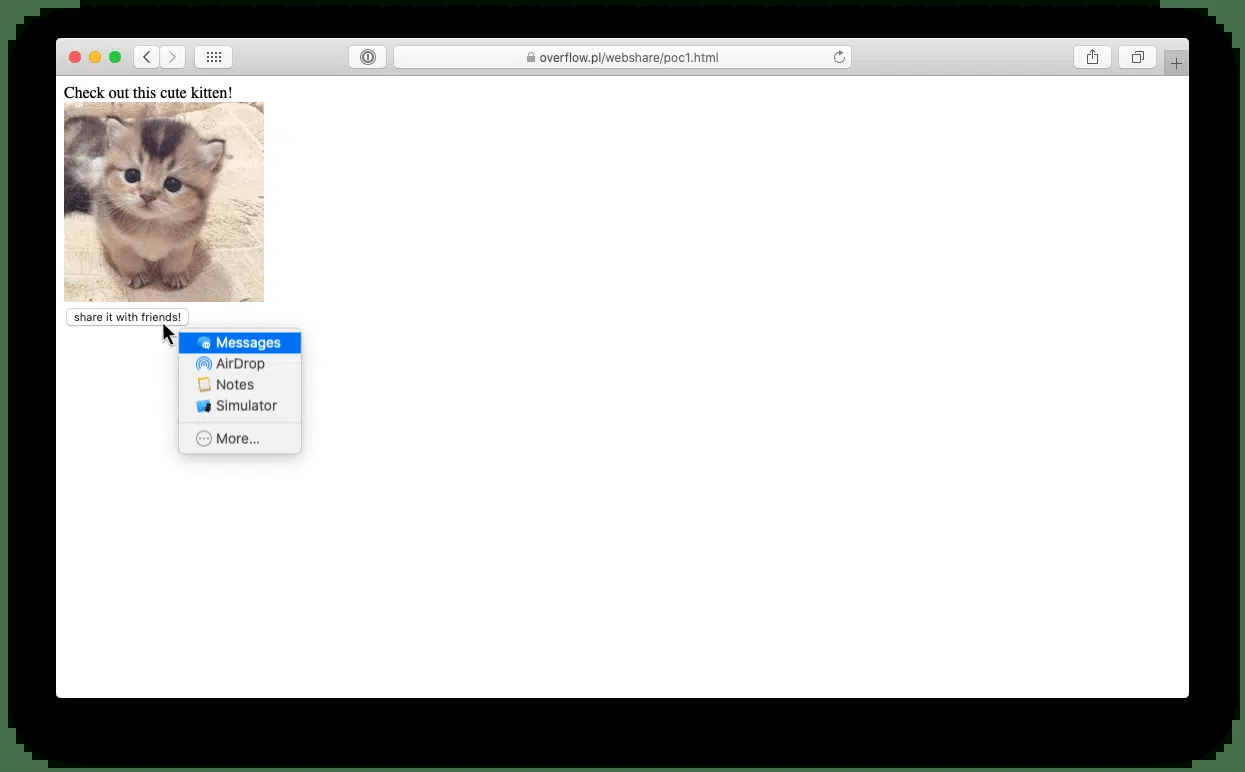 overflow.pl/webshare/poc1.html
Check out this cute kitten!
share it with friends!
Messages
AirDrop
Notes
Simulator
More...